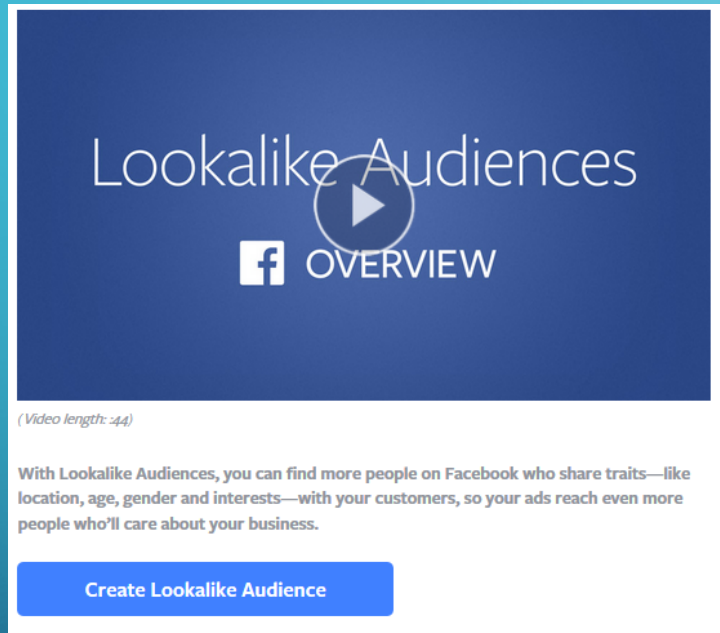 Lookalike Audiences
f OVERVIEW
(Video length: :44)
With Lookalike Audiences, you can find more people on Facebook who share traits—like
location, age, gender and interests—with your customers, so your ads reach even more
people who’ll care about your business.
Create Lookalike Audience